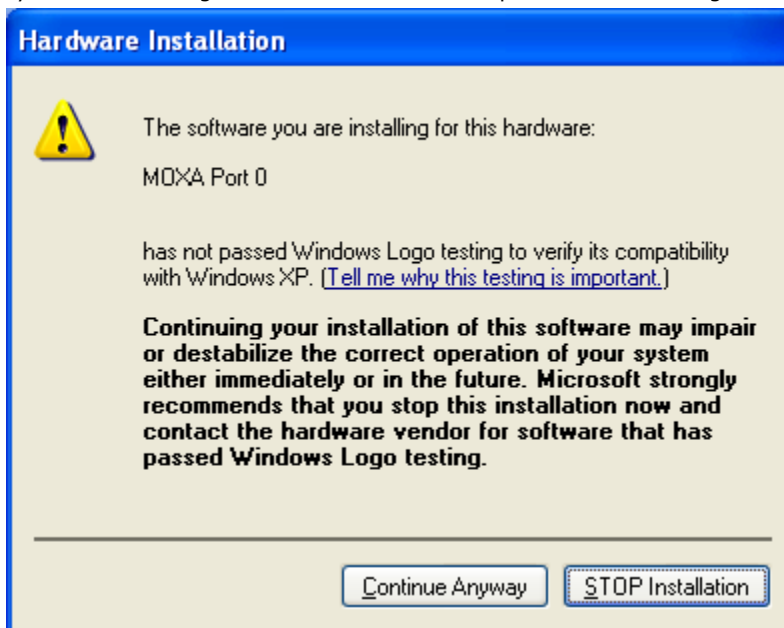 Hardware Installation
The software you are installing for this hardware:
MOXA Port 0
has not passed Windows Logo testing to verify its compatibility
with Windows XP. (Tell me why this testing is important.)
Continuing your installation of this software may impair
or destabilize the correct operation of your system
either immediately or in the future. Microsoft strongly
recommends that you stop this installation now and
contact the hardware vendor for software that has
passed Windows Logo testing.
Continue Anyway
STOP Installation